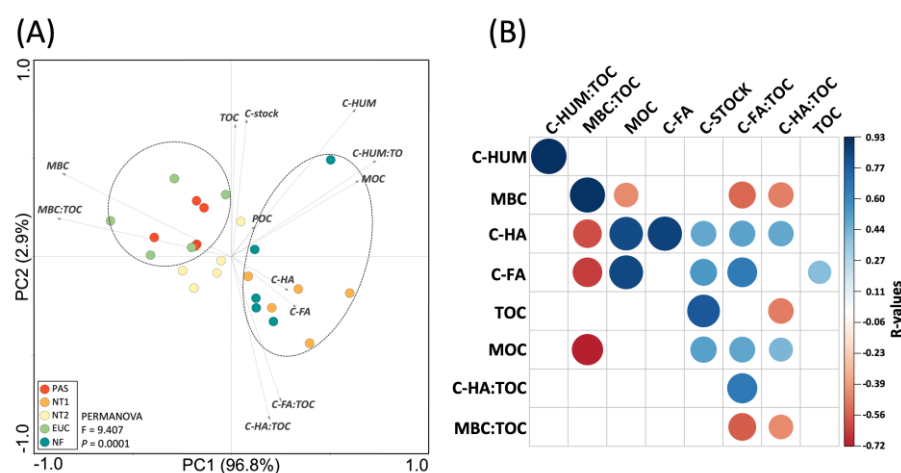 (A)
(B)
1.0
TOC
C-stock
C-HUM
C-HUM:TO
MOC
MBC
MBC:TOC
POC
C-HA
C-FA
C-FA:TOC
C-HA:TOC
PC2 (2.9%)
PAS
NT1
NT2
EUC
NF
PERMANOVA
F = 9.407
P = 0.0001
-1.0
-1.0
PC1 (96.8%)
1.0
C-HUM:TOC
MBC:TOC
MOC
C-FA
C-STOCK
C-FA:TOC
C-HA:TOC
TOC
C-HUM
MBC
C-HA
C-FA
TOC
MOC
C-HA:TOC
MBC:TOC
0.93
0.77
0.60
0.44
0.27
0.11
-0.06
-0.23
-0.39
-0.56
-0.72
R-values